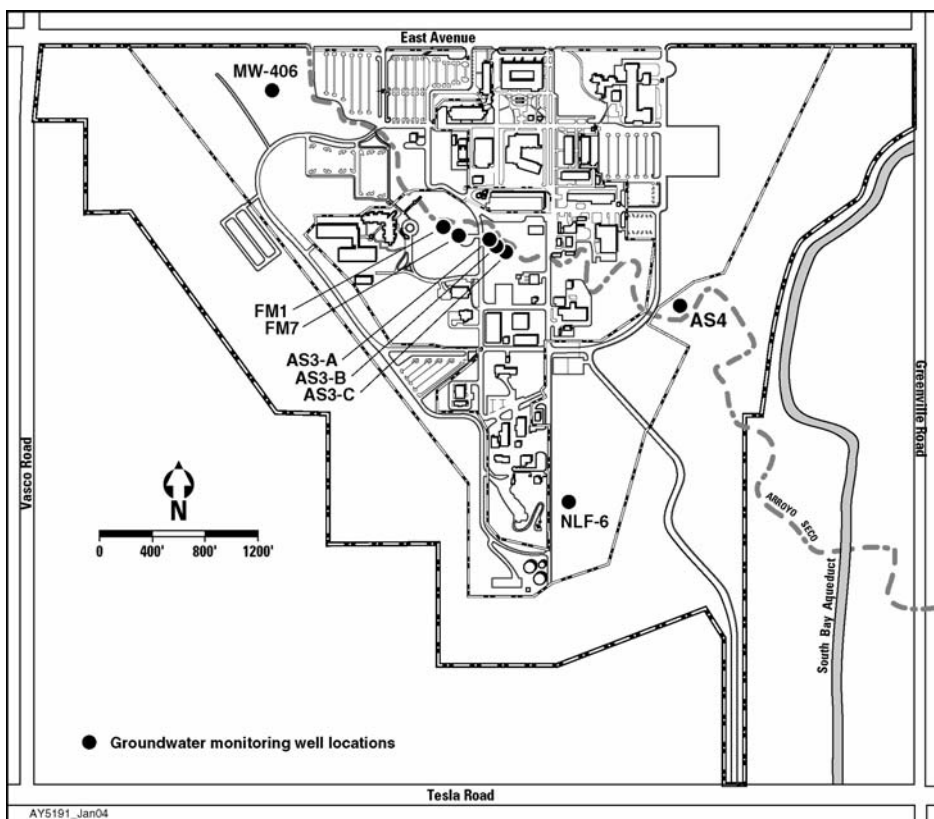 East Avenue
MW-406
FM1
FM7
AS3-A
AS3-B
AS3-C
AS4
Greenville Road
Vasco Road
N
0 400' 800' 1200'
NLF-6
ARROYO SECO
South Bay Aqueduct
Groundwater monitoring well locations
Tesla Road
AY5191_Jan04